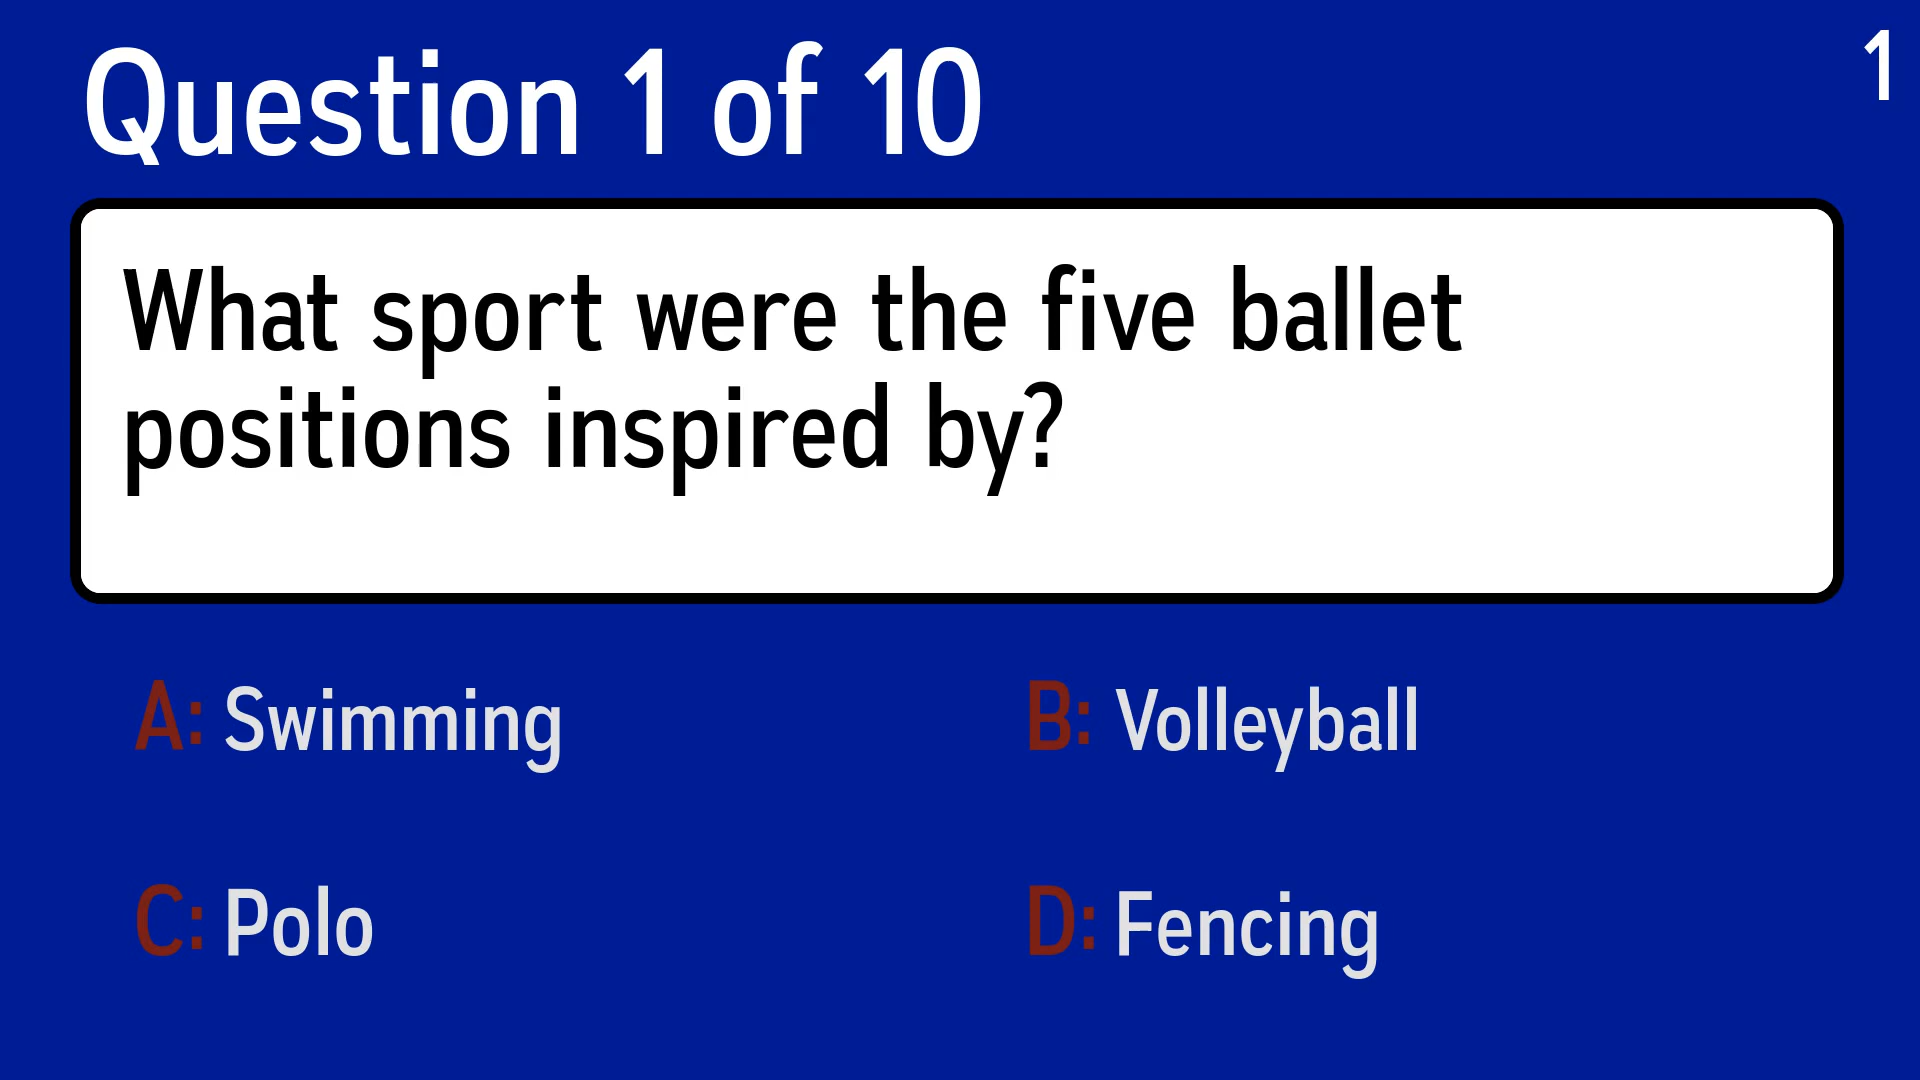 Question 1 of 10
1
What sport were the five ballet
positions inspired by?
A: Swimming
B: Volleyball
C: Polo
D: Fencing